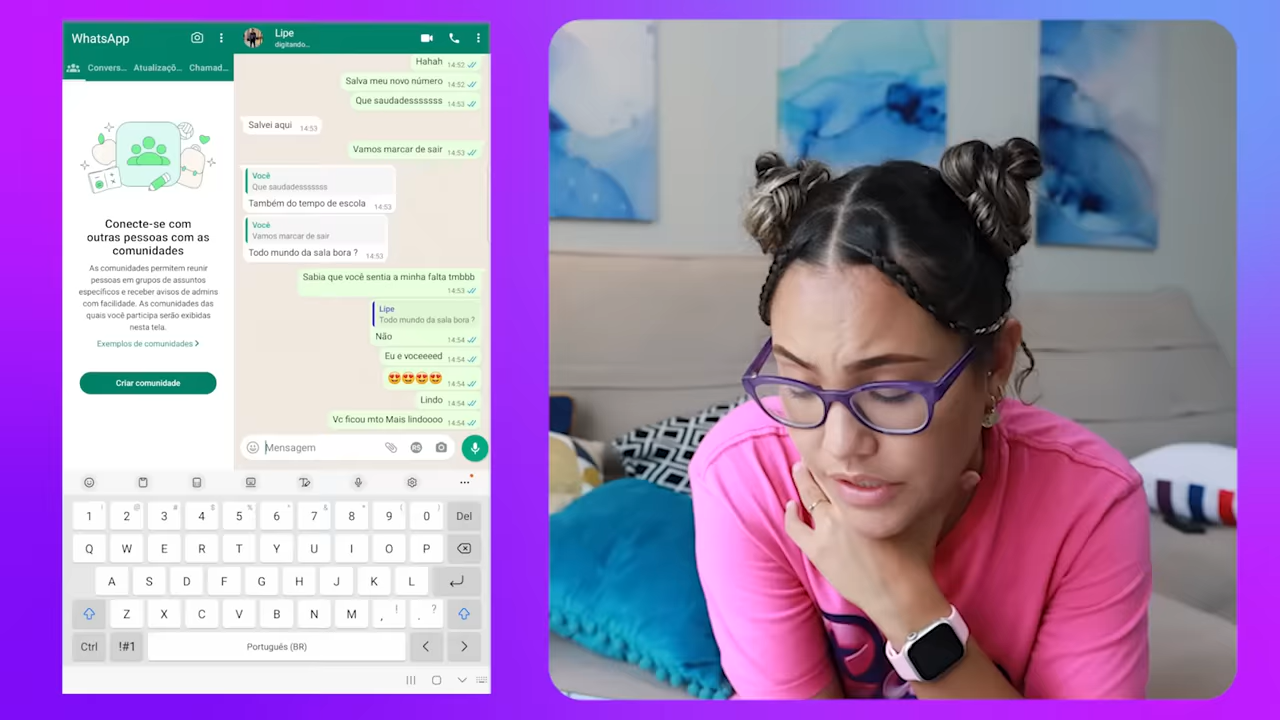 WhatsApp
Convers... Atualizaçõ... Chamad...
Conecte-se com
outras pessoas com as
comunidades
As comunidades permitem reunir
pessoas em grupos de assuntos
específicos e receber avisos de admins
com facilidade. As comunidades das
quais você participa serão exibidas
nesta tela.
Exemplos de comunidades
Criar comunidade
Lipe
digitando...
Hahah 14:52
Salva meu novo número 14:52
Que saudadesssssss 14:53
Salvei aqui 14:53
Vamos marcar de sair 14:53
Você
Que saudadesssssss
Também do tempo de escola 14:53
Você
Vamos marcar de sair
Todo mundo da sala bora ? 14:53
Sabia que você sentia a minha falta tmbbb
14:53
Lipe
Todo mundo da sala bora ?
Não 14:54
Eu e voceeeed 14:54
😍😍😍😍 14:54
Lindo 14:54
Vc ficou mto Mais lindoooo 14:54
Mensagem
1 2 3 4 5 6 7 8 9 0 Del
Q W E R T Y U I O P
A S D F G H J K L
Z X C V B N M , ! . ?
Ctrl !#1 Português (BR) < >